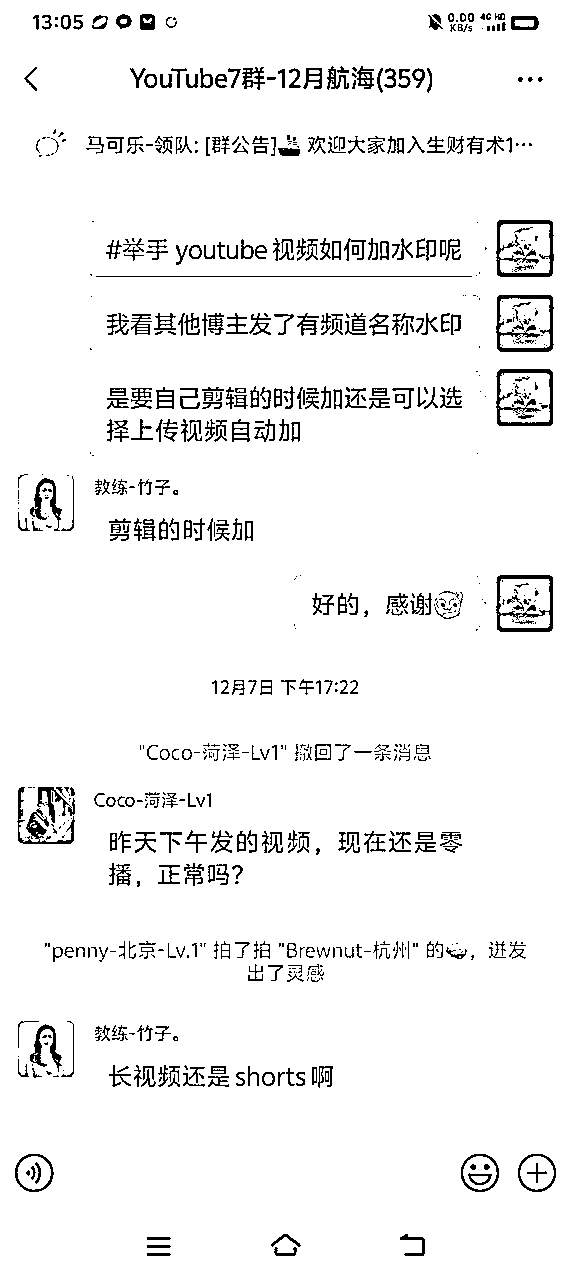 13:05
0.00 KB/s 4G HD
YouTube7群-12月航海(359)
马可乐-领队: [群公告] 欢迎大家加入生财有术1…
#举手 youtube 视频如何加水印呢
我看其他博主发了有频道名称水印
是要自己剪辑的时候加还是可以选
择上传视频自动加
教练-竹子。
剪辑的时候加
好的，感谢
12月7日 下午17:22
"Coco-菏泽-Lv1" 撤回了一条消息
Coco-菏泽-Lv1
昨天下午发的视频，现在还是零
播，正常吗？
"penny-北京-Lv.1" 拍了拍 "Brewnut-杭州" 的，迸发
出了灵感
教练-竹子。
长视频还是 shorts 啊